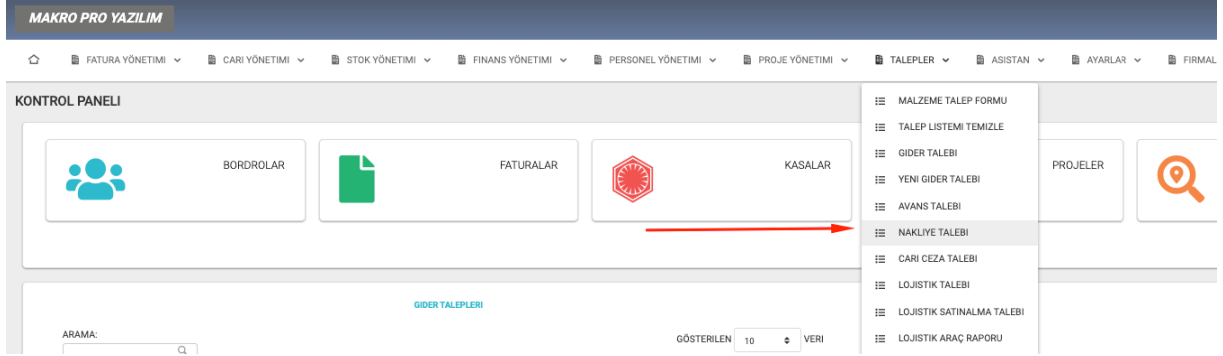 MAKRO PRO YAZILIM
FATURA YÖNETIMI CARI YÖNETIMI STOK YÖNETIMI FINANS YÖNETIMI PERSONEL YÖNETIMI PROJE YÖNETIMI TALEPLER ASISTAN AYARLAR FIRMAL
KONTROL PANELI
BORDROLAR
FATURALAR
KASALAR
PROJELER
MALZEME TALEP FORMU
TALEP LISTEMI TEMIZLE
GIDER TALEBI
YENI GIDER TALEBI
AVANS TALEBI
NAKLIYE TALEBI
CARI CEZA TALEBI
LOJISTIK TALEBI
LOJISTIK SATINALMA TALEBI
LOJISTIK ARAÇ RAPORU
GIDER TALEPLERI
ARAMA:
GÖSTERILEN 10 VERI